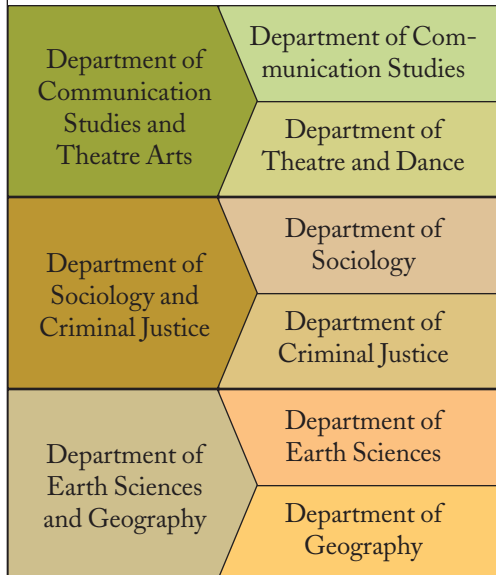 Department of
Communication
Studies and
Theatre Arts
Department of Com-
munication Studies
Department of
Theatre and Dance
Department of
Sociology and
Criminal Justice
Department of
Sociology
Department of
Criminal Justice
Department of
Earth Sciences
and Geography
Department of
Earth Sciences
Department of
Geography